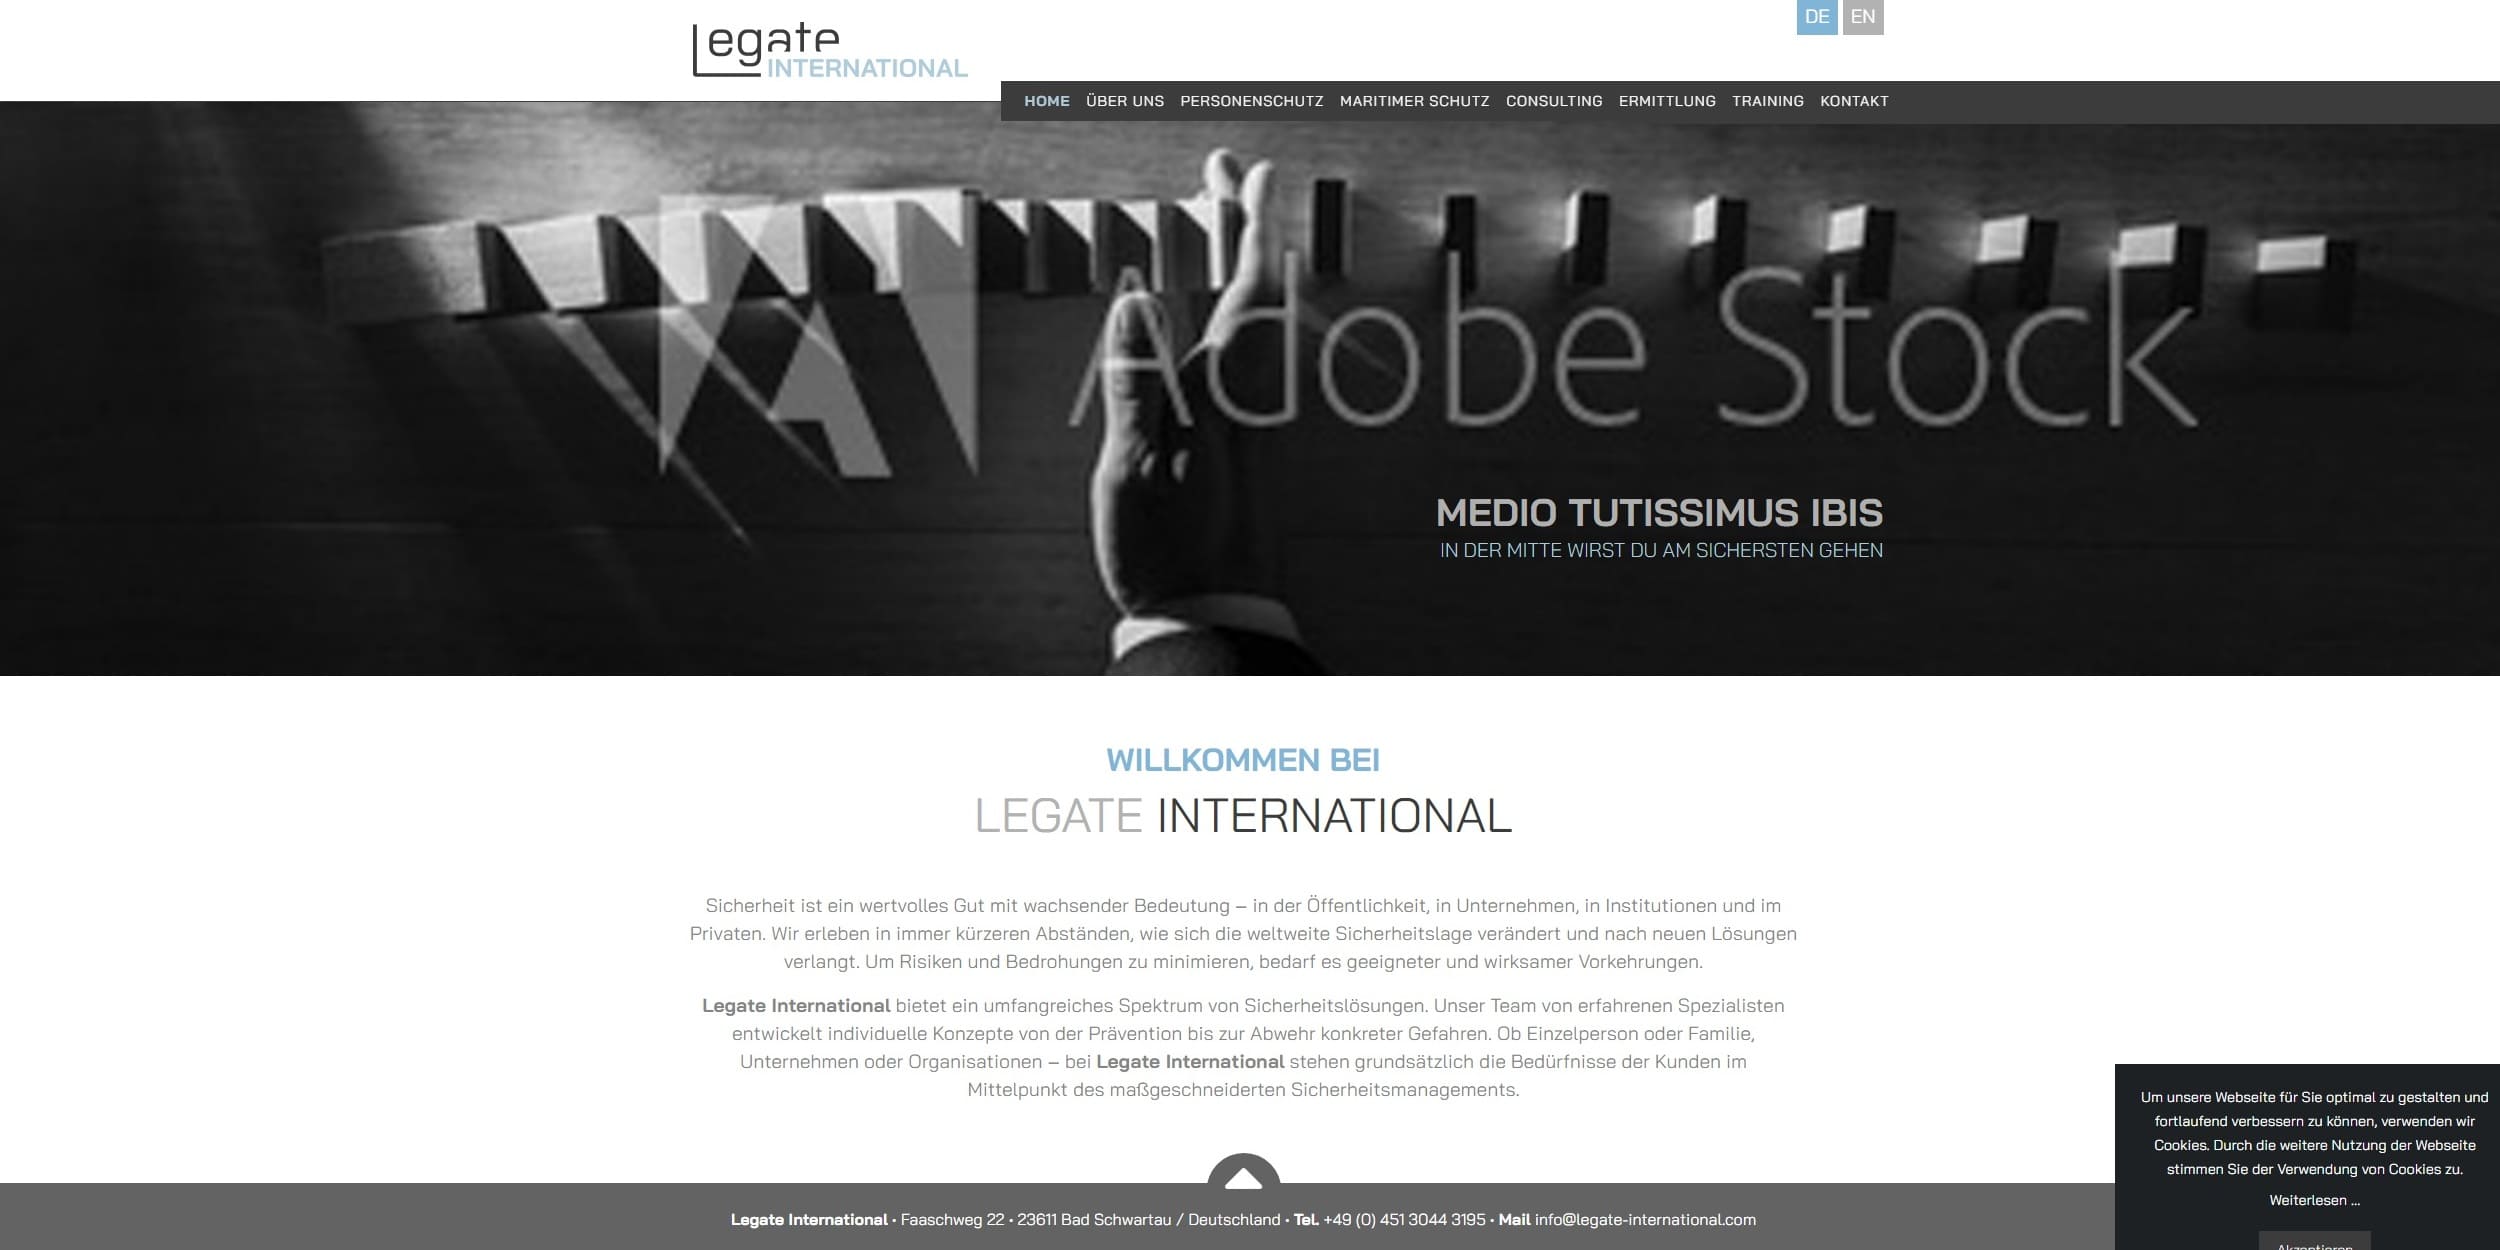 Legate
INTERNATIONAL
DE EN
HOME ÜBER UNS PERSONENSCHUTZ MARITIMER SCHUTZ CONSULTING ERMITTLUNG TRAINING KONTAKT
Adobe Stock
MEDIO TUTISSIMUS IBIS
IN DER MITTE WIRST DU AM SICHERSTEN GEHEN
WILLKOMMEN BEI
LEGATE INTERNATIONAL
Sicherheit ist ein wertvolles Gut mit wachsender Bedeutung – in der Öffentlichkeit, in Unternehmen, in Institutionen und im
Privaten. Wir erleben in immer kürzeren Abständen, wie sich die weltweite Sicherheitslage verändert und nach neuen Lösungen
verlangt. Um Risiken und Bedrohungen zu minimieren, bedarf es geeigneter und wirksamer Vorkehrungen.
Legate International bietet ein umfangreiches Spektrum von Sicherheitslösungen. Unser Team von erfahrenen Spezialisten
entwickelt individuelle Konzepte von der Prävention bis zur Abwehr konkreter Gefahren. Ob Einzelperson oder Familie,
Unternehmen oder Organisationen – bei Legate International stehen grundsätzlich die Bedürfnisse der Kunden im
Mittelpunkt des maßgeschneiderten Sicherheitsmanagements.
Um unsere Webseite für Sie optimal zu gestalten und
fortlaufend verbessern zu können, verwenden wir
Cookies. Durch die weitere Nutzung der Webseite
stimmen Sie der Verwendung von Cookies zu.
Weiterlesen ...
Akzeptieren
Legate International • Faaschweg 22 • 23611 Bad Schwartau / Deutschland • Tel. +49 (0) 451 3044 3195 • Mail info@legate-international.com